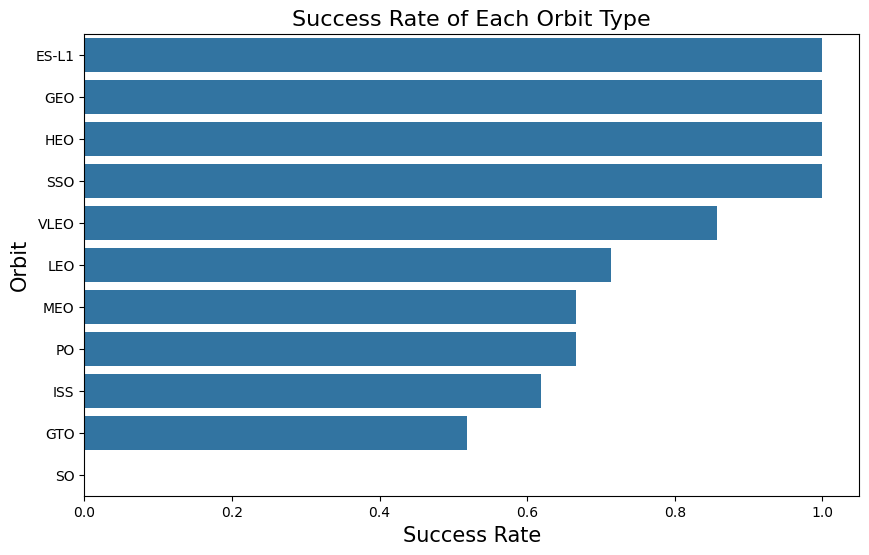 Success Rate of Each Orbit Type
Orbit
ES-L1
GEO
HEO
SSO
VLEO
LEO
MEO
PO
ISS
GTO
SO
0.0 0.2 0.4 0.6 0.8 1.0
Success Rate